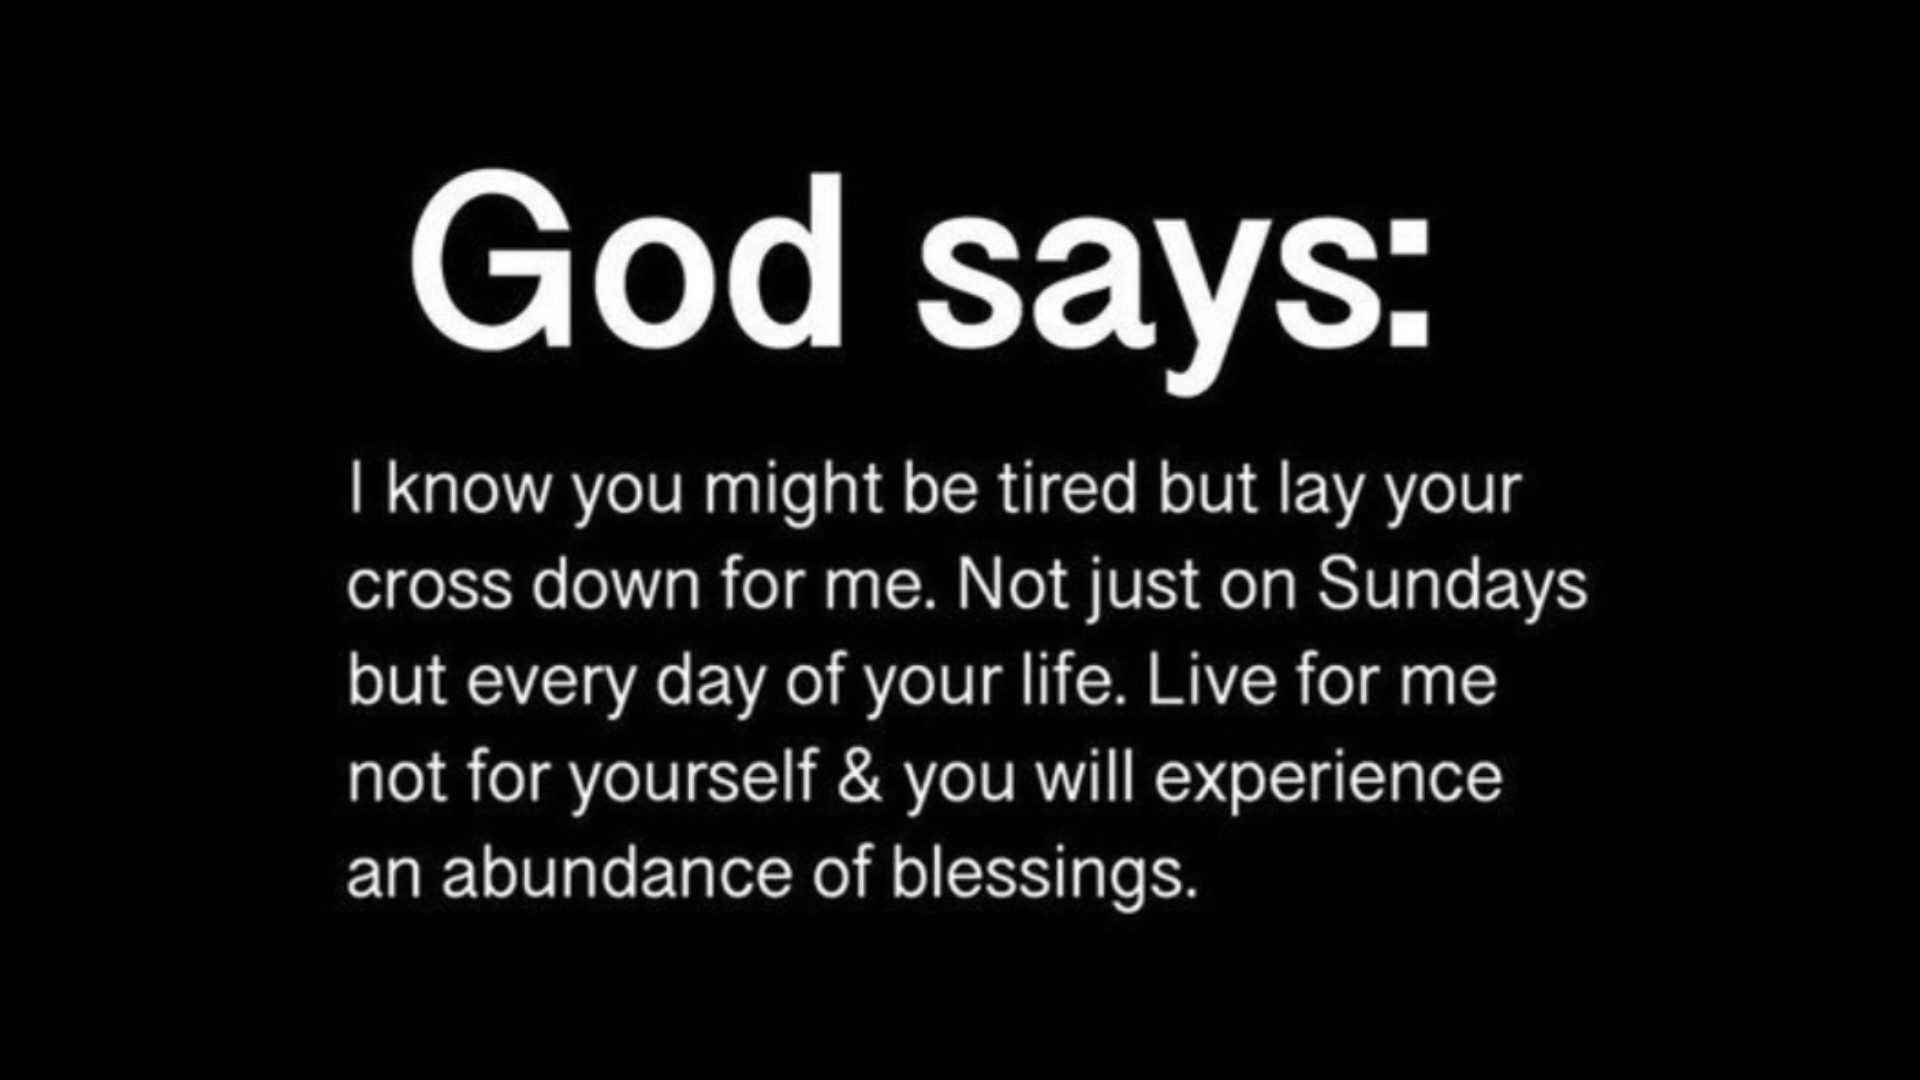 God says:
I know you might be tired but lay your
cross down for me. Not just on Sundays
but every day of your life. Live for me
not for yourself & you will experience
an abundance of blessings.